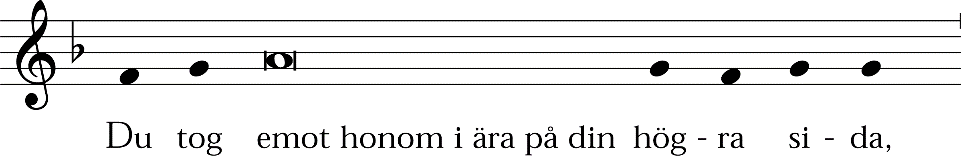 Du tog emot honom i ära på din hög - ra si - da,